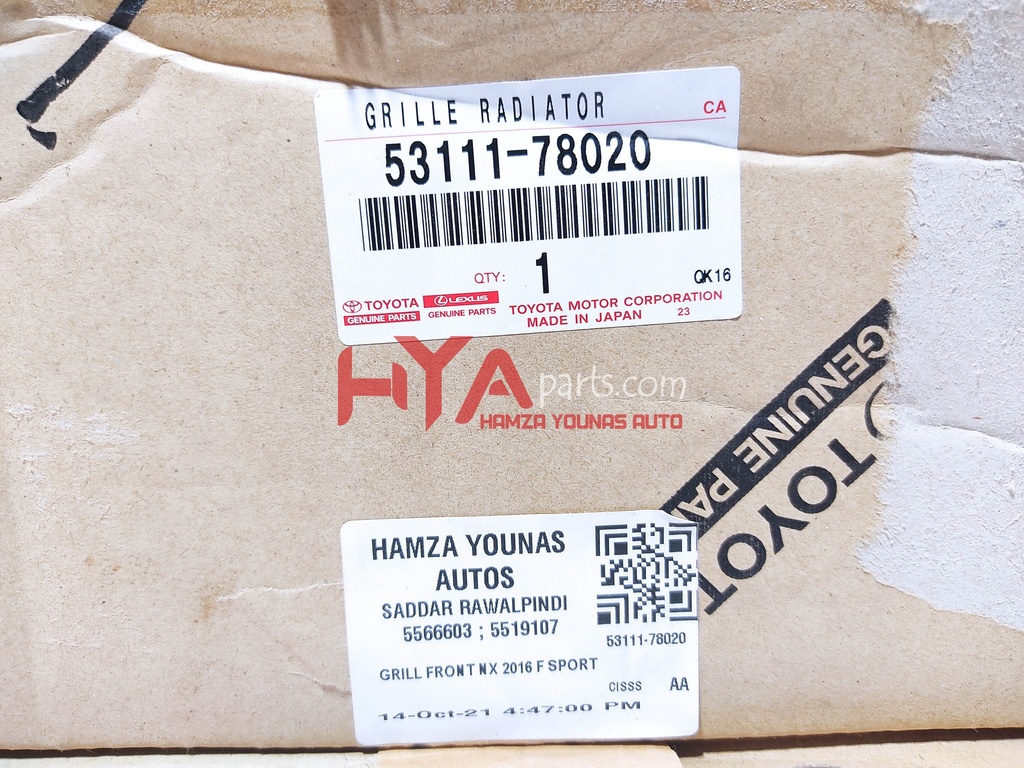 GRILLE RADIATOR
CA
53111-78020
QTY: 1
QK16
TOYOTA
GENUINE PARTS
LEXUS
GENUINE PARTS
TOYOTA MOTOR CORPORATION
MADE IN JAPAN 23
HYAparts.com
HAMZA YOUNAS AUTO
GENUINE PA
TOYOT
HAMZA YOUNAS
AUTOS
SADDAR RAWALPINDI
5566603 ; 5519107
53111-78020
GRILL FRONT NX 2016 F SPORT
CISSS AA
14-Oct-21 4:47:00 PM